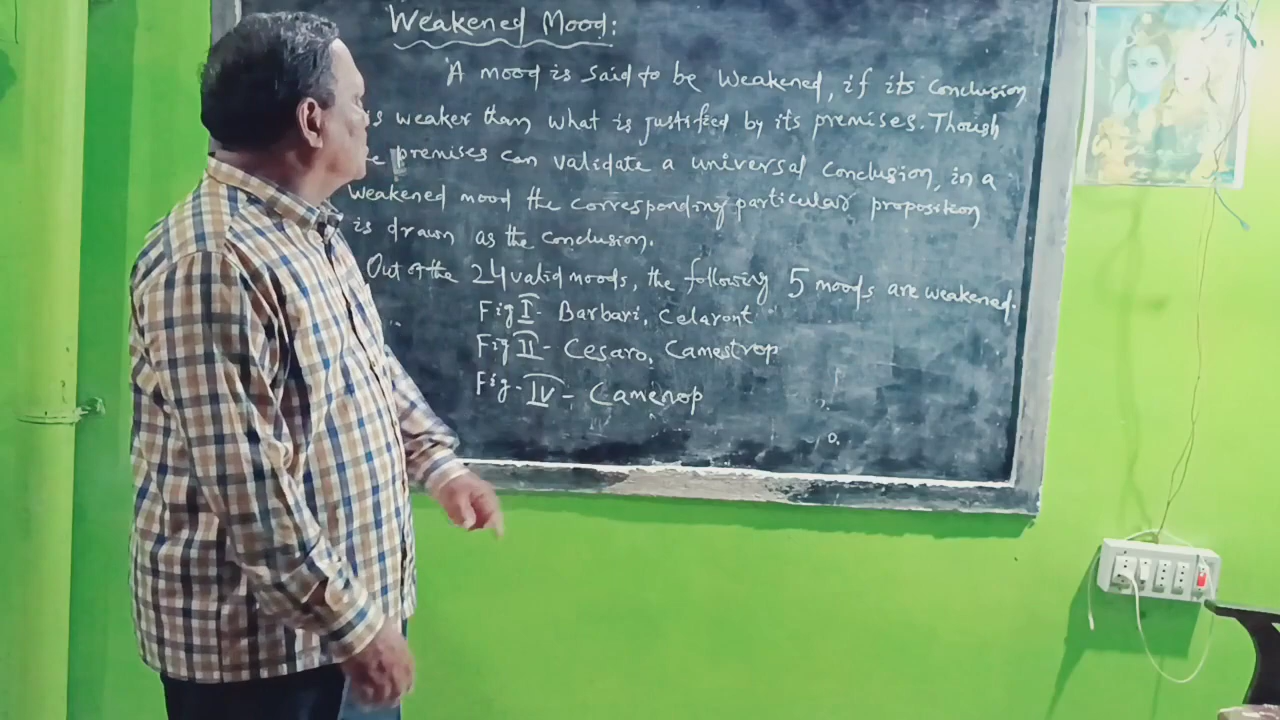 Weakened Mood:
A mood is said to be weakened, if its conclusion
is weaker than what is justified by its premises. Though
premises can validate a universal conclusion, in a
weakened mood the corresponding particular proposition
is drawn as the conclusion.
Out of the 24 valid moods, the following 5 moods are weakened.
Fig I - Barbari, Celaront
Fig II - Cesaro, Camestrop
Fig - IV - Camenop